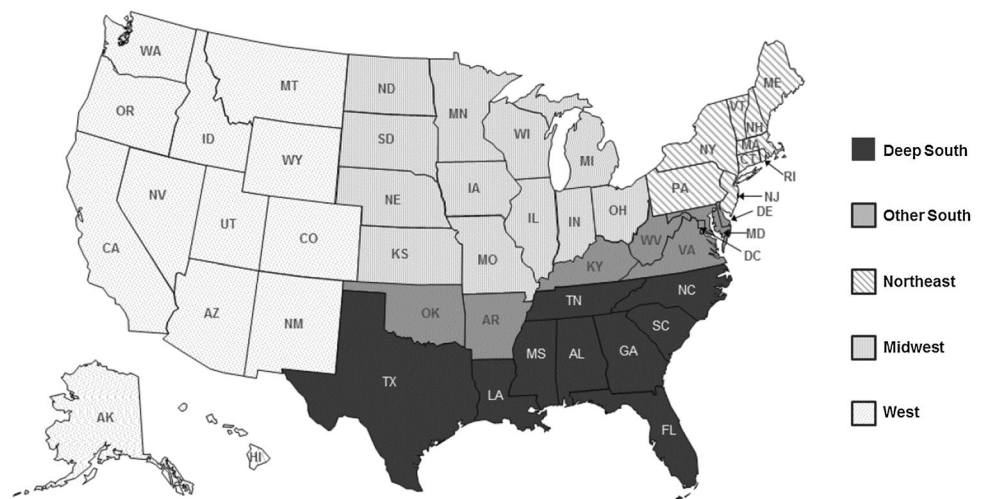 WA
MT
ND
MN
ME
OR
ID
SD
WI
VT
NH
MA
NY
CT
RI
WY
MI
IA
NE
PA
NJ
NV
UT
CO
IL
IN
OH
DE
MD
DC
CA
KS
MO
WV
VA
KY
AZ
NM
OK
AR
TN
NC
SC
MS
AL
GA
TX
LA
FL
AK
HI
Deep South
Other South
Northeast
Midwest
West